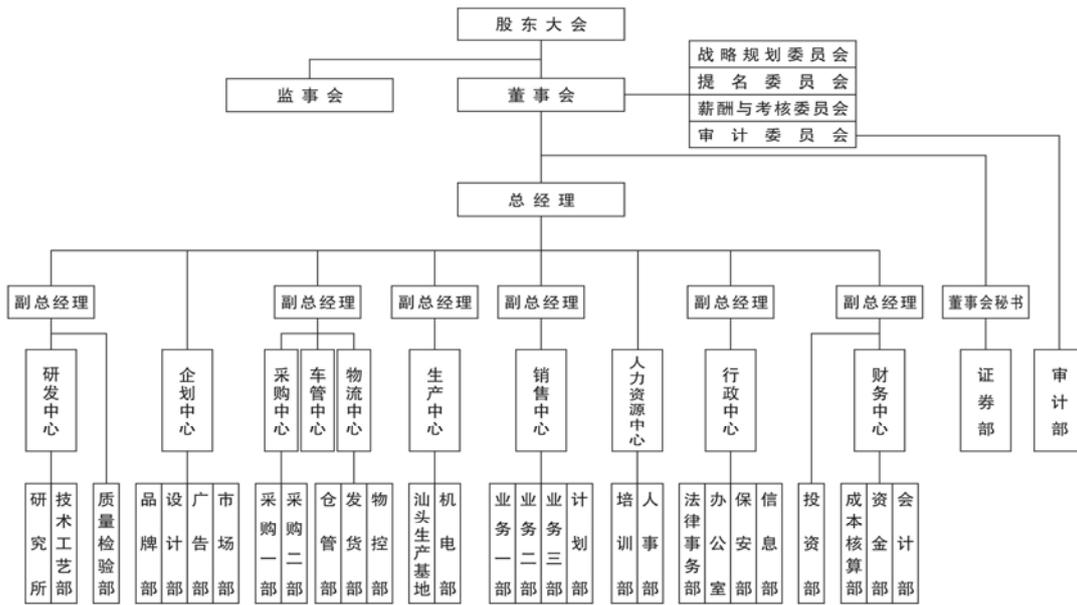 股东大会
战略规划委员会
提名委员会
薪酬与考核委员会
审计委员会
监事会
董事会
总经理
副总经理
副总经理
副总经理
副总经理
副总经理
副总经理
董事会秘书
研发中心
企划中心
采购中心
车管中心
物流中心
生产中心
销售中心
人力资源中心
行政中心
财务中心
证券部
审计部
研究所
技术工艺部
质量检验部
品牌部
设计部
广告部
市场部
采购一部
采购二部
仓管部
发货部
物控部
汕头生产基地
机电部
业务一部
业务二部
业务三部
计划部
培训部
人事部
法律事务部
办公室
保安部
信息部
投资部
成本核算部
资金部
会计部